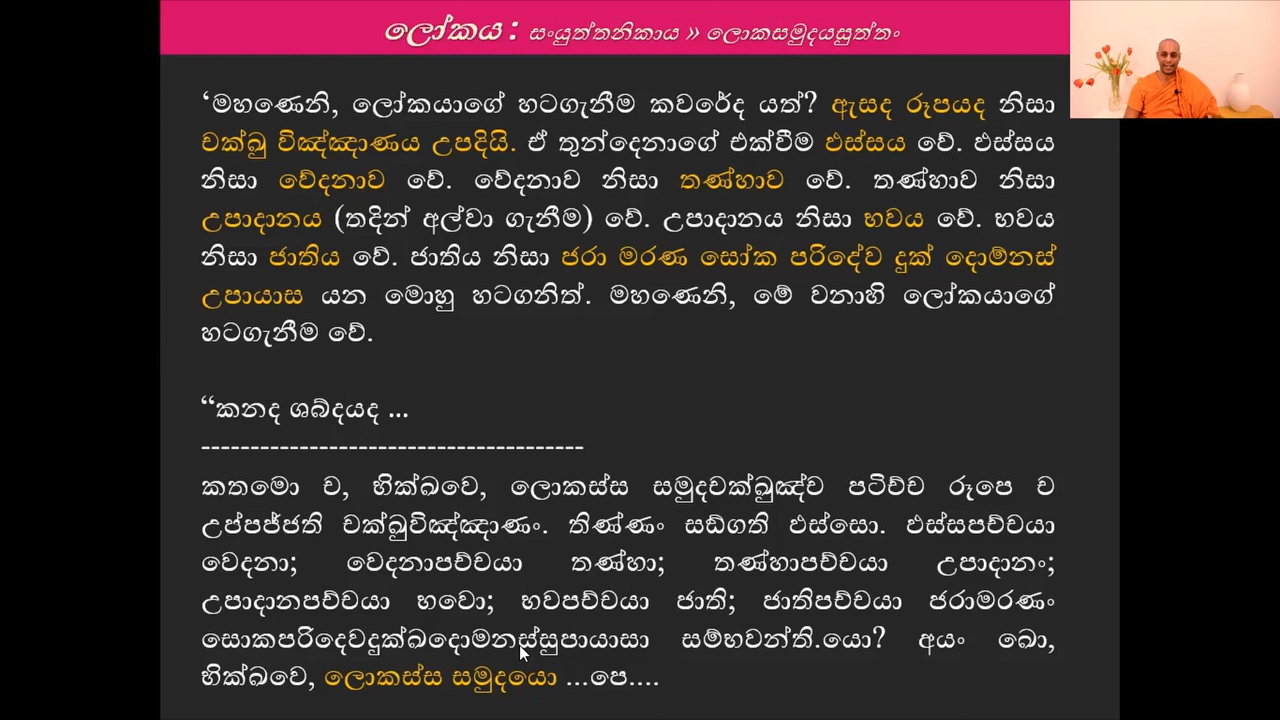 ලෝකය : සංයුත්තනිකාය » ලොකසමුදයසුත්තං
‘මහණෙනි, ලෝකයාගේ හටගැනීම කවරේද යත්? ඇසද රූපයද නිසා
චක්ඛු විඤ්ඤාණය උපදියි. ඒ තුන්දෙනාගේ එක්වීම ඵස්සය වේ. ඵස්සය
නිසා වේදනාව වේ. වේදනාව නිසා තණ්හාව වේ. තණ්හාව නිසා
උපාදානය (තදින් අල්වා ගැනීම) වේ. උපාදානය නිසා භවය වේ. භවය
නිසා ජාතිය වේ. ජාතිය නිසා ජරා මරණ සෝක පරිදේව දුක් දොම්නස්
උපායාස යන මොහු හටගනිත්. මහණෙනි, මේ වනාහි ලෝකයාගේ
හටගැනීම වේ.
“කනද ශබ්දයද ...
---------------------------------------
කතමො ච, භික්ඛවෙ, ලොකස්ස සමුදචක්ඛුඤ්ච පටිච්ච රූපෙ ච
උප්පජ්ජති චක්ඛුවිඤ්ඤාණං. තිණ්ණං සඞ්ගති ඵස්සො. ඵස්සපච්චයා
වෙදනා; වෙදනාපච්චයා තණ්හා; තණ්හාපච්චයා උපාදානං;
උපාදානපච්චයා භවො; භවපච්චයා ජාති; ජාතිපච්චයා ජරාමරණං
සොකපරිදෙවදුක්ඛදොමනස්සුපායාසා සම්භවන්ති.යො? අයං ඛො,
භික්ඛවෙ, ලොකස්ස සමුදයො ...පෙ....